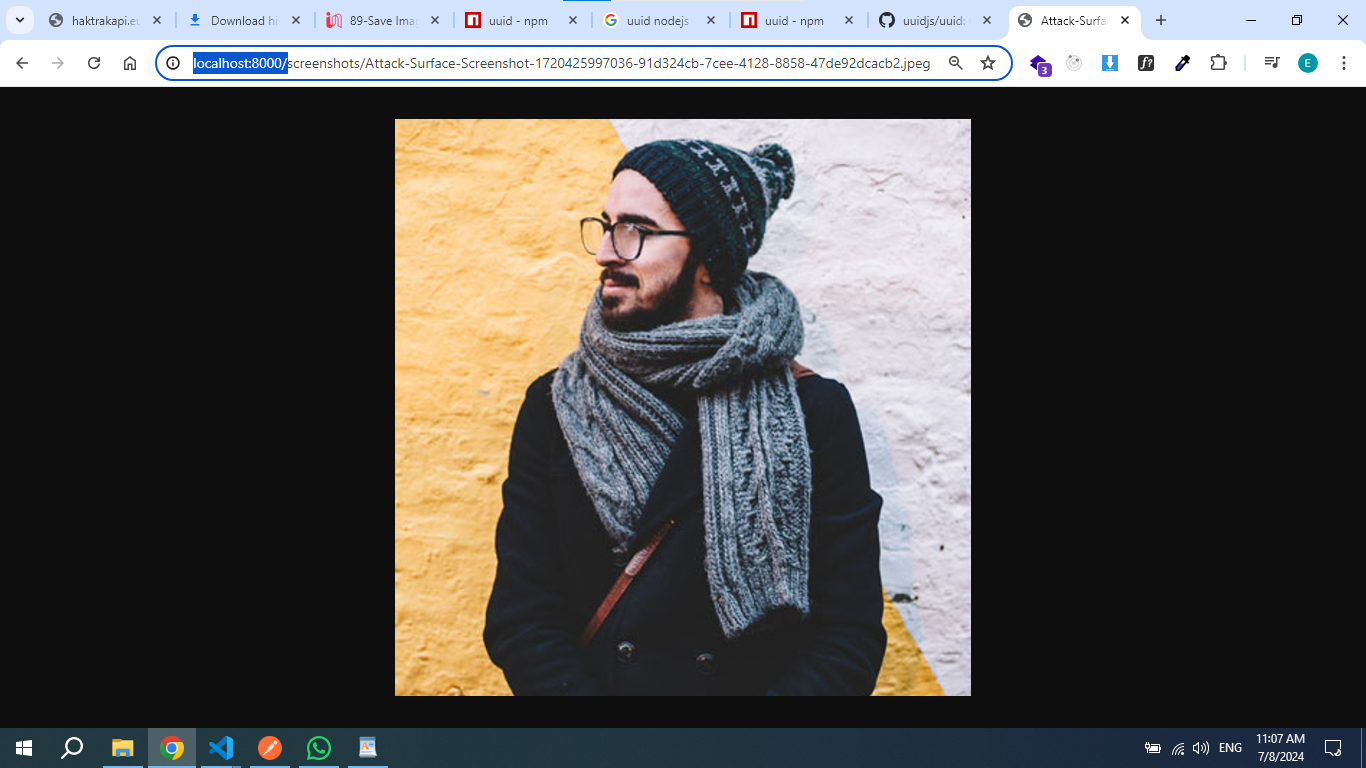 haktrakapi.eu
Download hi
89-Save Ima
uuid - npm
uuid nodejs
uuid - npm
uuidjs/uuid:
Attack-Surfa
localhost:8000/screenshots/Attack-Surface-Screenshot-1720425997036-91d324cb-7cee-4128-8858-47de92dcacb2.jpeg
3
f?
E
11:07 AM
ENG
7/8/2024